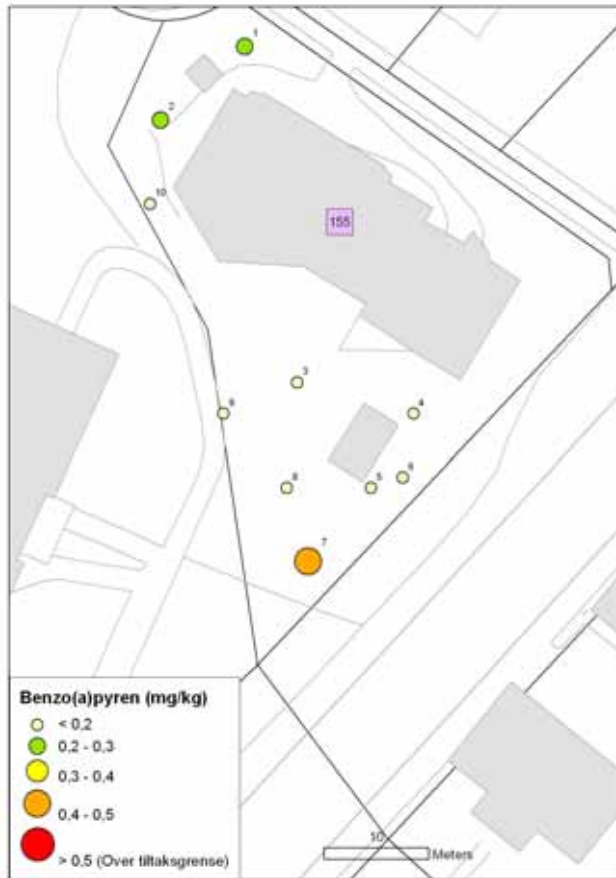 1
2
10
155
3
9
4
6
8
5
7
Benzo(a)pyren (mg/kg)
< 0,2
0,2 - 0,3
0,3 - 0,4
0,4 - 0,5
> 0,5 (Over tiltaksgrense)
10
Meters